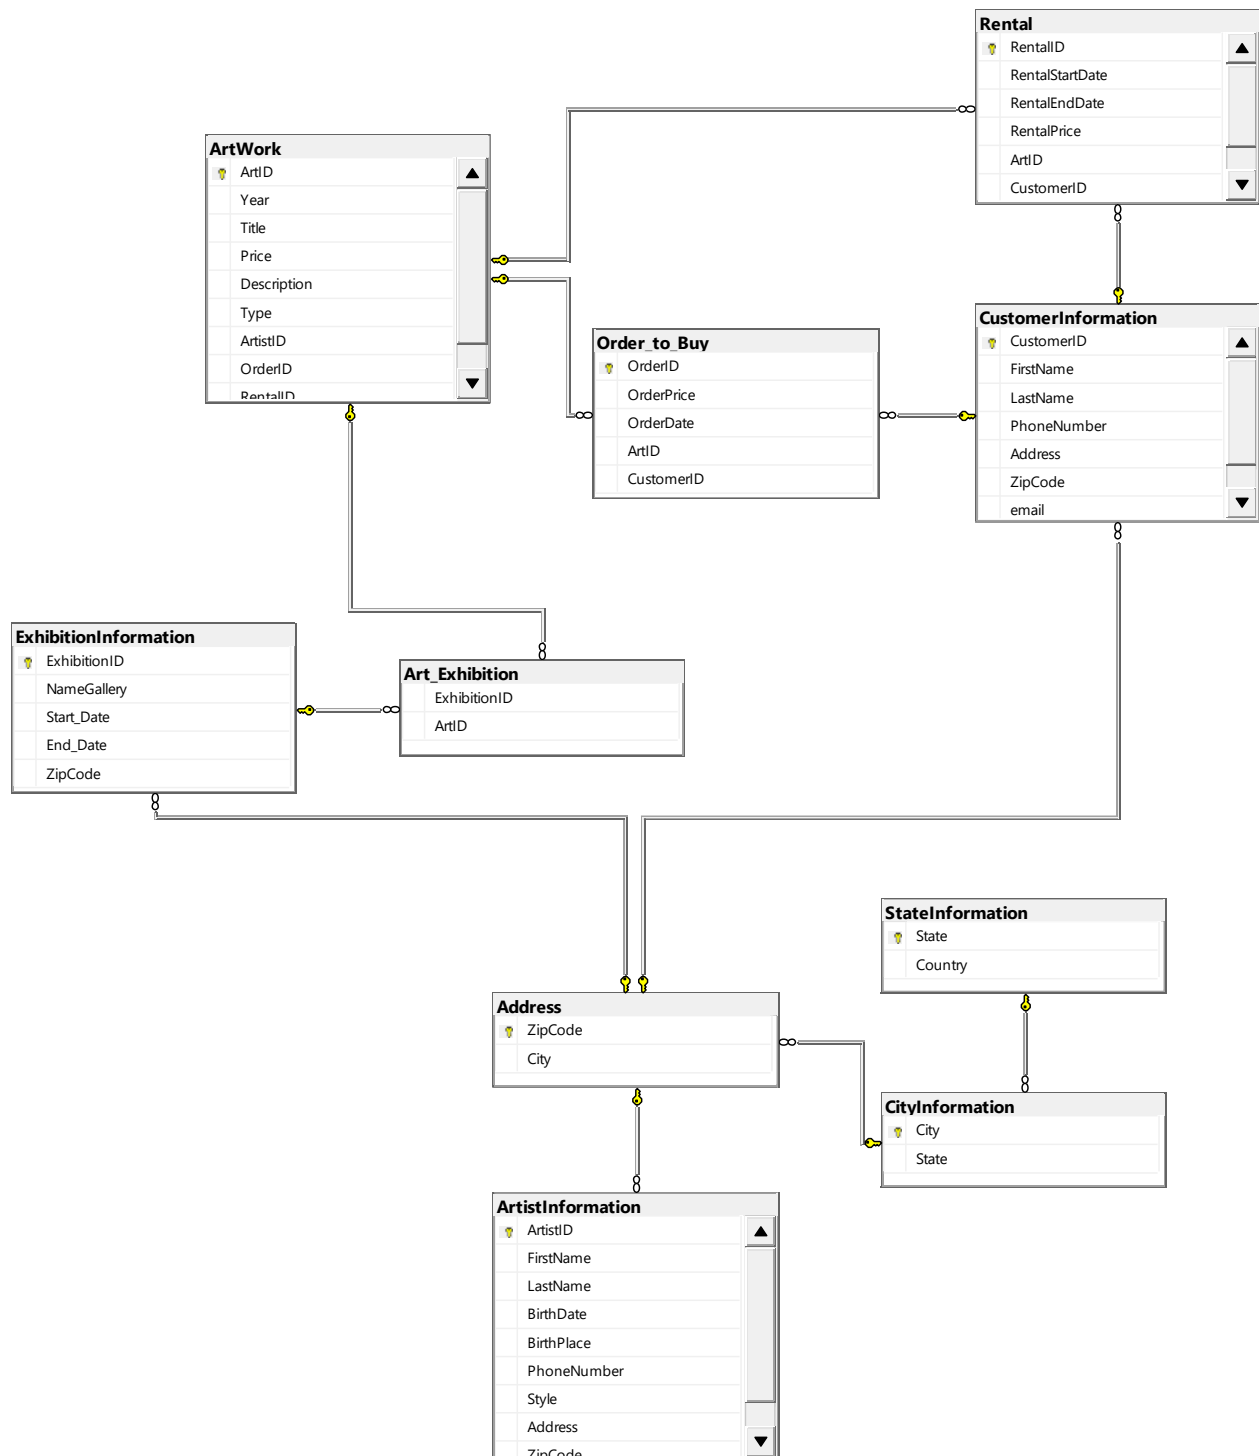 Rental
RentalID
RentalStartDate
RentalEndDate
RentalPrice
ArtID
CustomerID
ArtWork
ArtID
Year
Title
Price
Description
Type
ArtistID
OrderID
RentalID
CustomerInformation
CustomerID
FirstName
LastName
PhoneNumber
Address
ZipCode
email
Order_to_Buy
OrderID
OrderPrice
OrderDate
ArtID
CustomerID
ExhibitionInformation
ExhibitionID
NameGallery
Start_Date
End_Date
ZipCode
Art_Exhibition
ExhibitionID
ArtID
StateInformation
State
Country
Address
ZipCode
City
CityInformation
City
State
ArtistInformation
ArtistID
FirstName
LastName
BirthDate
BirthPlace
PhoneNumber
Style
Address
ZipCode